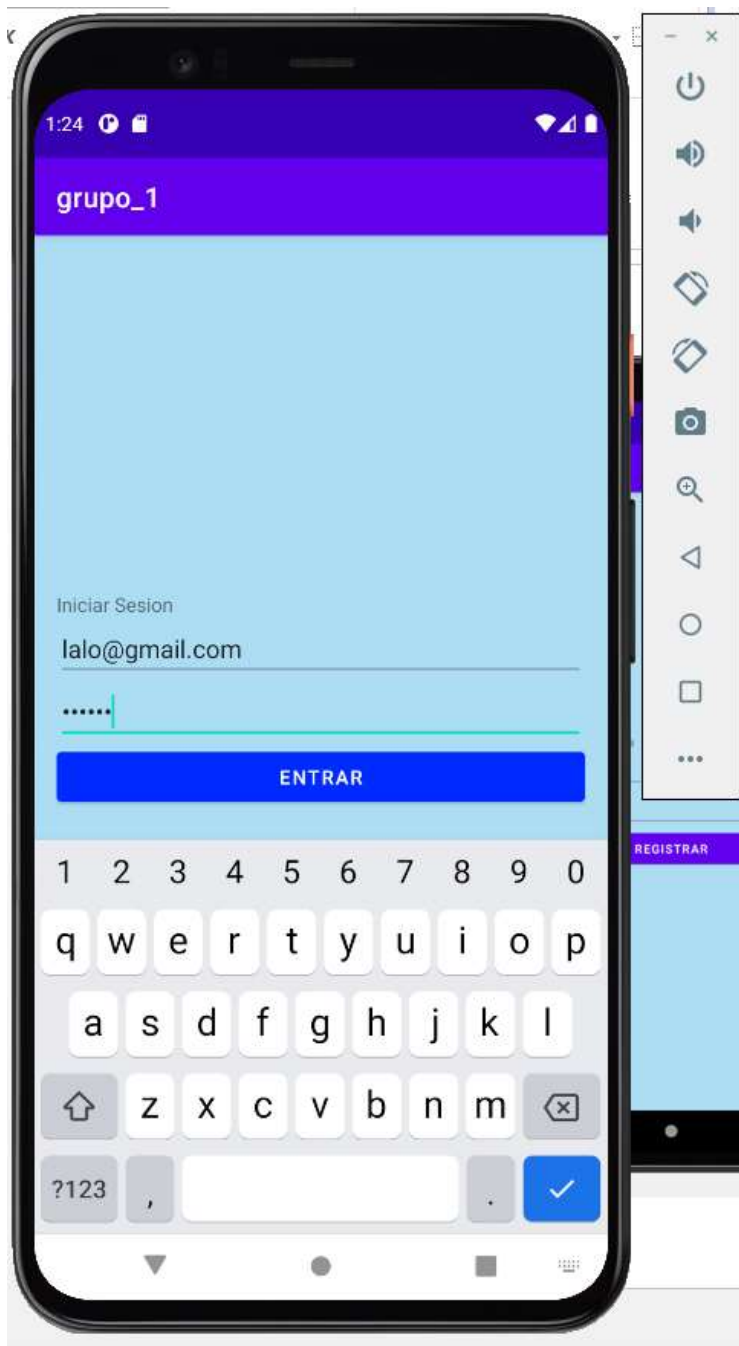 1:24
grupo_1
Iniciar Sesion
lalo@gmail.com
••••••
ENTRAR
REGISTRAR
1 2 3 4 5 6 7 8 9 0
q w e r t y u i o p
a s d f g h j k l
z x c v b n m
?123 , .